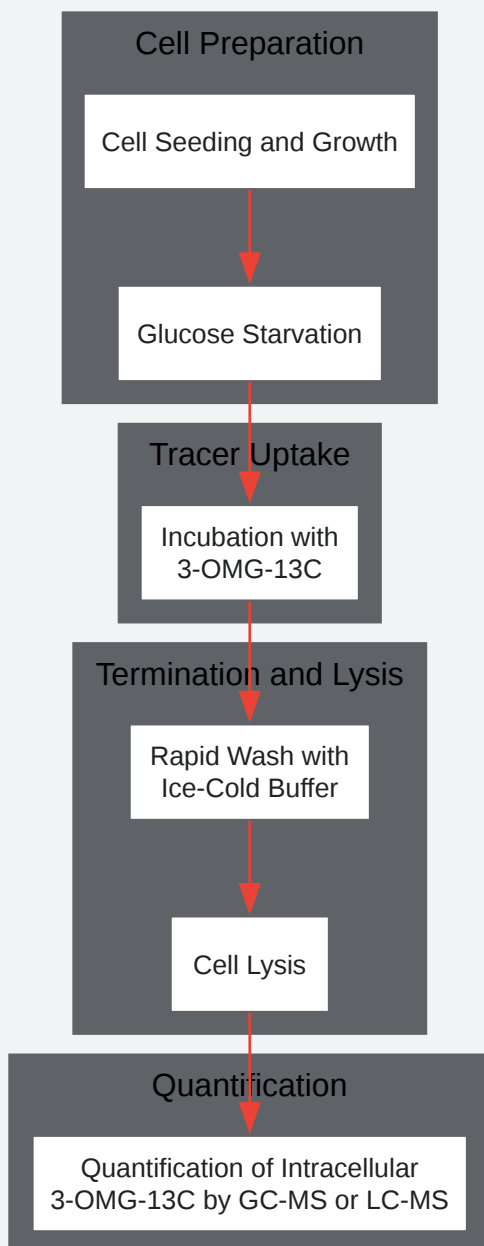 Cell Preparation
Cell Seeding and Growth
Glucose Starvation
Tracer Uptake
Incubation with
3-OMG-13C
Termination and Lysis
Rapid Wash with
Ice-Cold Buffer
Cell Lysis
Quantification
Quantification of Intracellular
3-OMG-13C by GC-MS or LC-MS